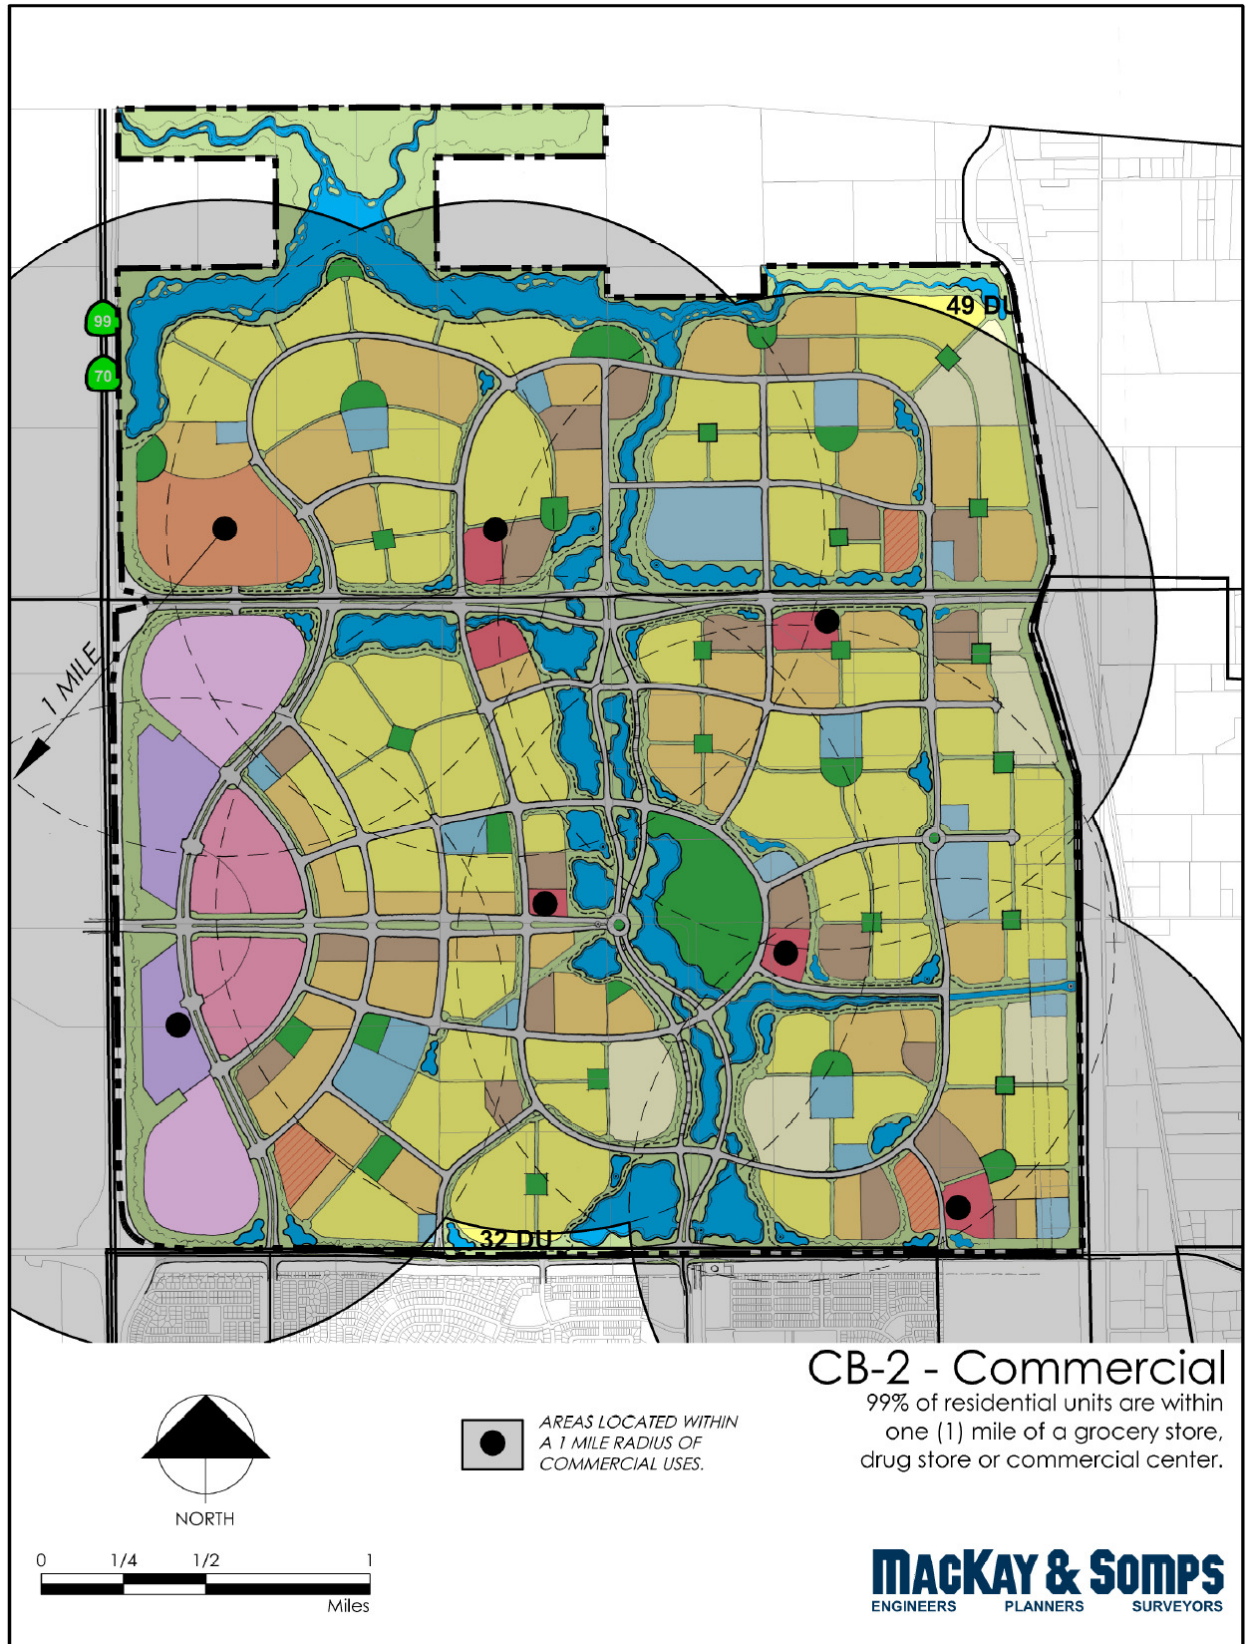 49 DU
99
70
1 MILE
32 DU
CB-2 - Commercial
99% of residential units are within
one (1) mile of a grocery store,
drug store or commercial center.
AREAS LOCATED WITHIN
A 1 MILE RADIUS OF
COMMERCIAL USES.
NORTH
0 1/4 1/2 1
Miles
MACKAY & SOMPS
ENGINEERS PLANNERS SURVEYORS